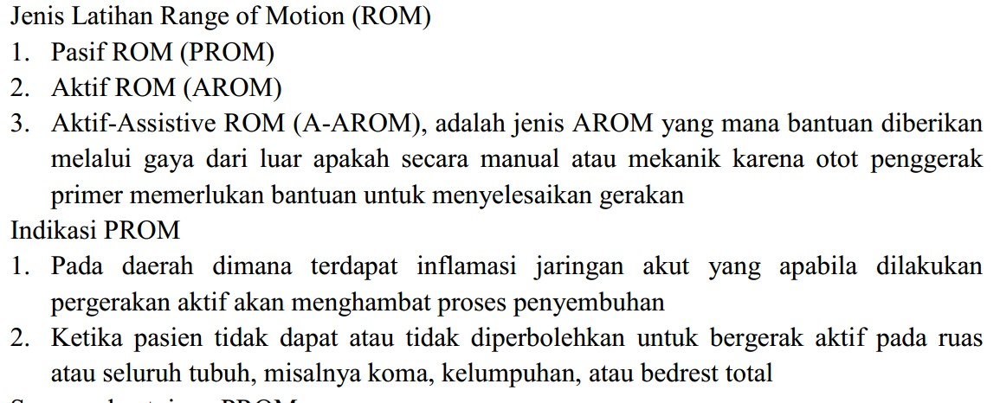 Jenis Latihan Range of Motion (ROM)
1. Pasif ROM (PROM)
2. Aktif ROM (AROM)
3. Aktif-Assistive ROM (A-AROM), adalah jenis AROM yang mana bantuan diberikan
melalui gaya dari luar apakah secara manual atau mekanik karena otot penggerak
primer memerlukan bantuan untuk menyelesaikan gerakan
Indikasi PROM
1. Pada daerah dimana terdapat inflamasi jaringan akut yang apabila dilakukan
pergerakan aktif akan menghambat proses penyembuhan
2. Ketika pasien tidak dapat atau tidak diperbolehkan untuk bergerak aktif pada ruas
atau seluruh tubuh, misalnya koma, kelumpuhan, atau bedrest total